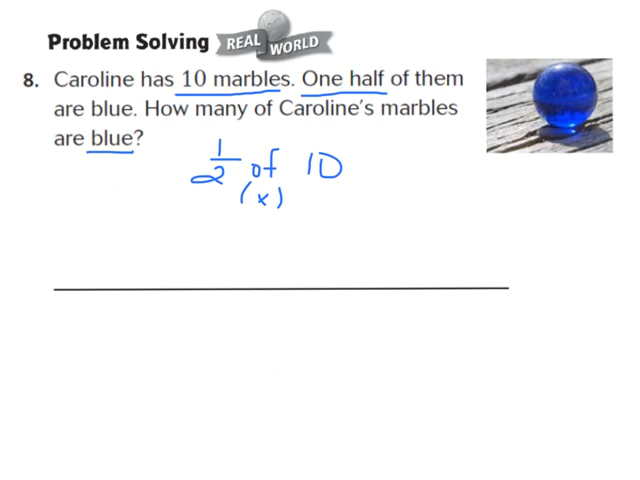 Problem Solving REAL WORLD
8. Caroline has 10 marbles. One half of them
are blue. How many of Caroline's marbles
are blue?
1/2 of 10
(x)